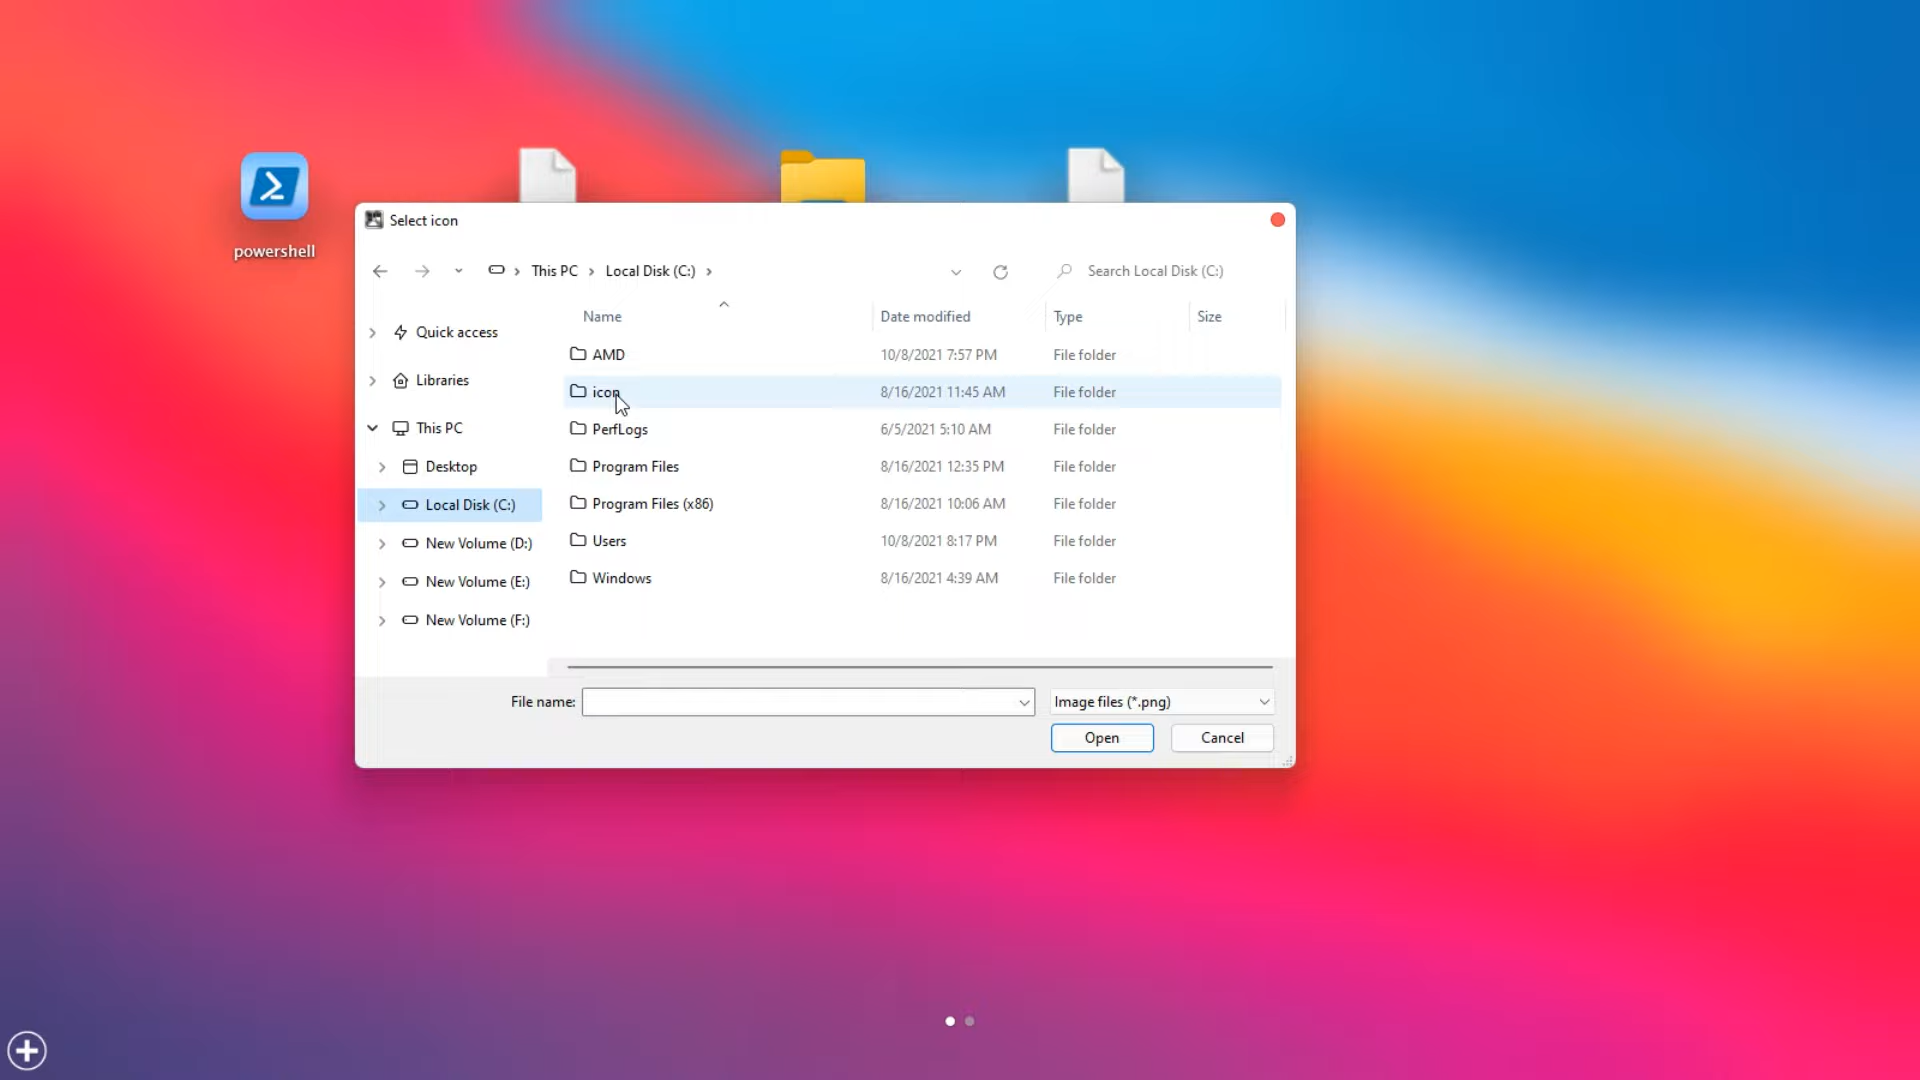 powershell
Select icon
This PC
Local Disk (C:)
Search Local Disk (C:)
Name
Date modified
Type
Size
Quick access
Libraries
This PC
Desktop
Local Disk (C:)
New Volume (D:)
New Volume (E:)
New Volume (F:)
AMD 10/8/2021 7:57 PM File folder
icon 8/16/2021 11:45 AM File folder
PerfLogs 6/5/2021 5:10 AM File folder
Program Files 8/16/2021 12:35 PM File folder
Program Files (x86) 8/16/2021 10:06 AM File folder
Users 10/8/2021 8:17 PM File folder
Windows 8/16/2021 4:39 AM File folder
File name:
Image files (*.png)
Open
Cancel